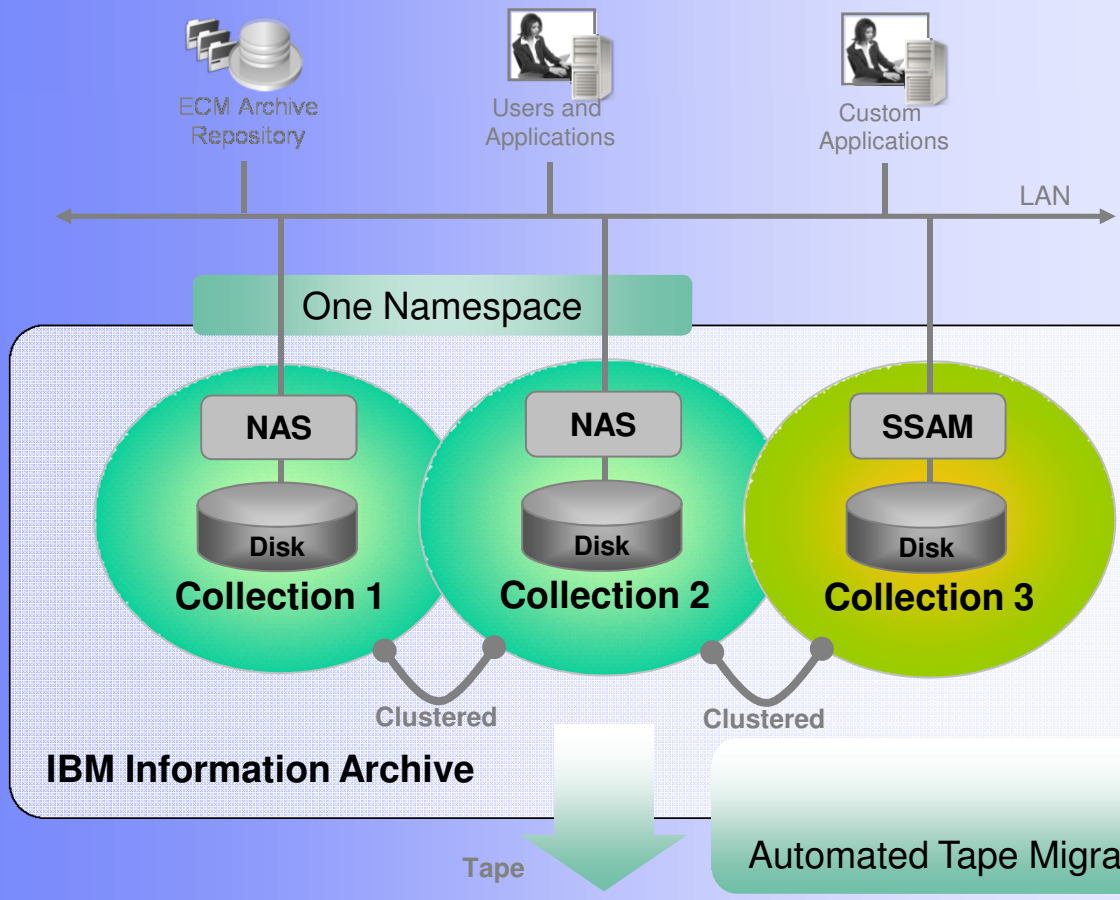 ECM Archive
Repository
Users and
Applications
Custom
Applications
LAN
One Namespace
NAS
NAS
SSAM
Disk
Disk
Disk
Collection 1
Collection 2
Collection 3
Clustered
Clustered
IBM Information Archive
Tape
Automated Tape Migra